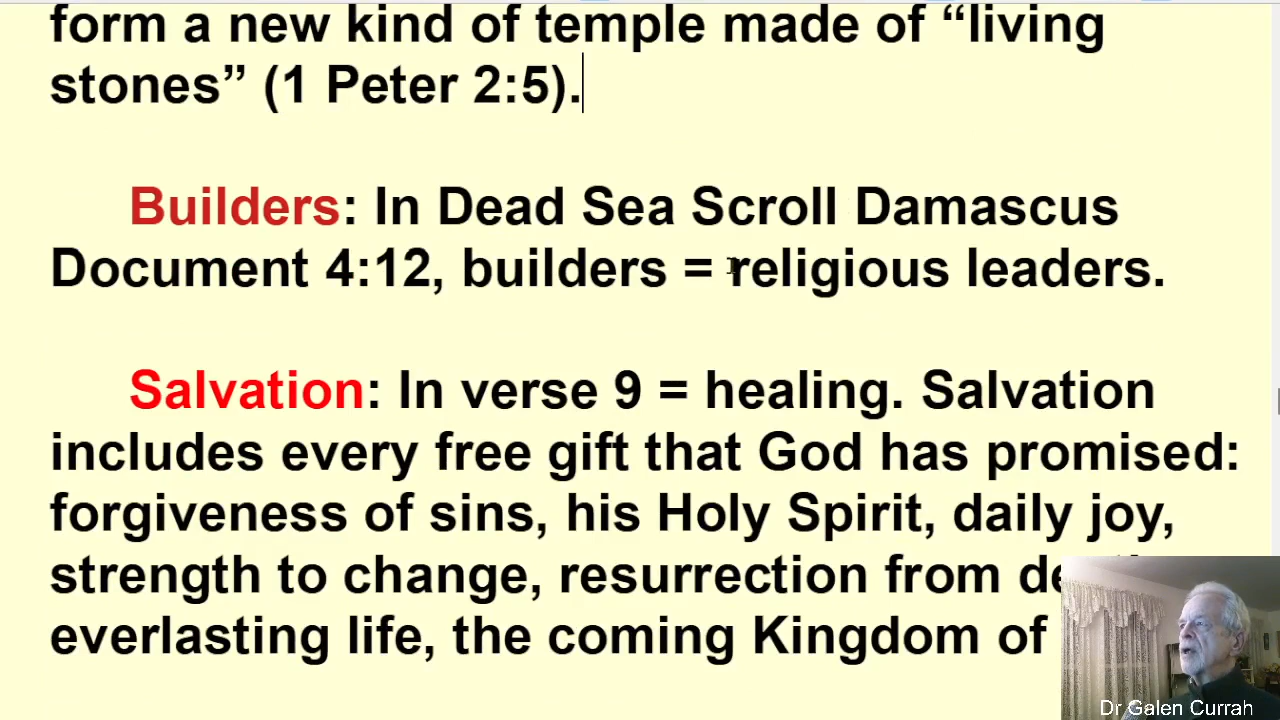 form a new kind of temple made of “living
stones” (1 Peter 2:5).
Builders: In Dead Sea Scroll Damascus
Document 4:12, builders = religious leaders.
Salvation: In verse 9 = healing. Salvation
includes every free gift that God has promised:
forgiveness of sins, his Holy Spirit, daily joy,
strength to change, resurrection from
everlasting life, the coming Kingdom of
Dr Galen Currah